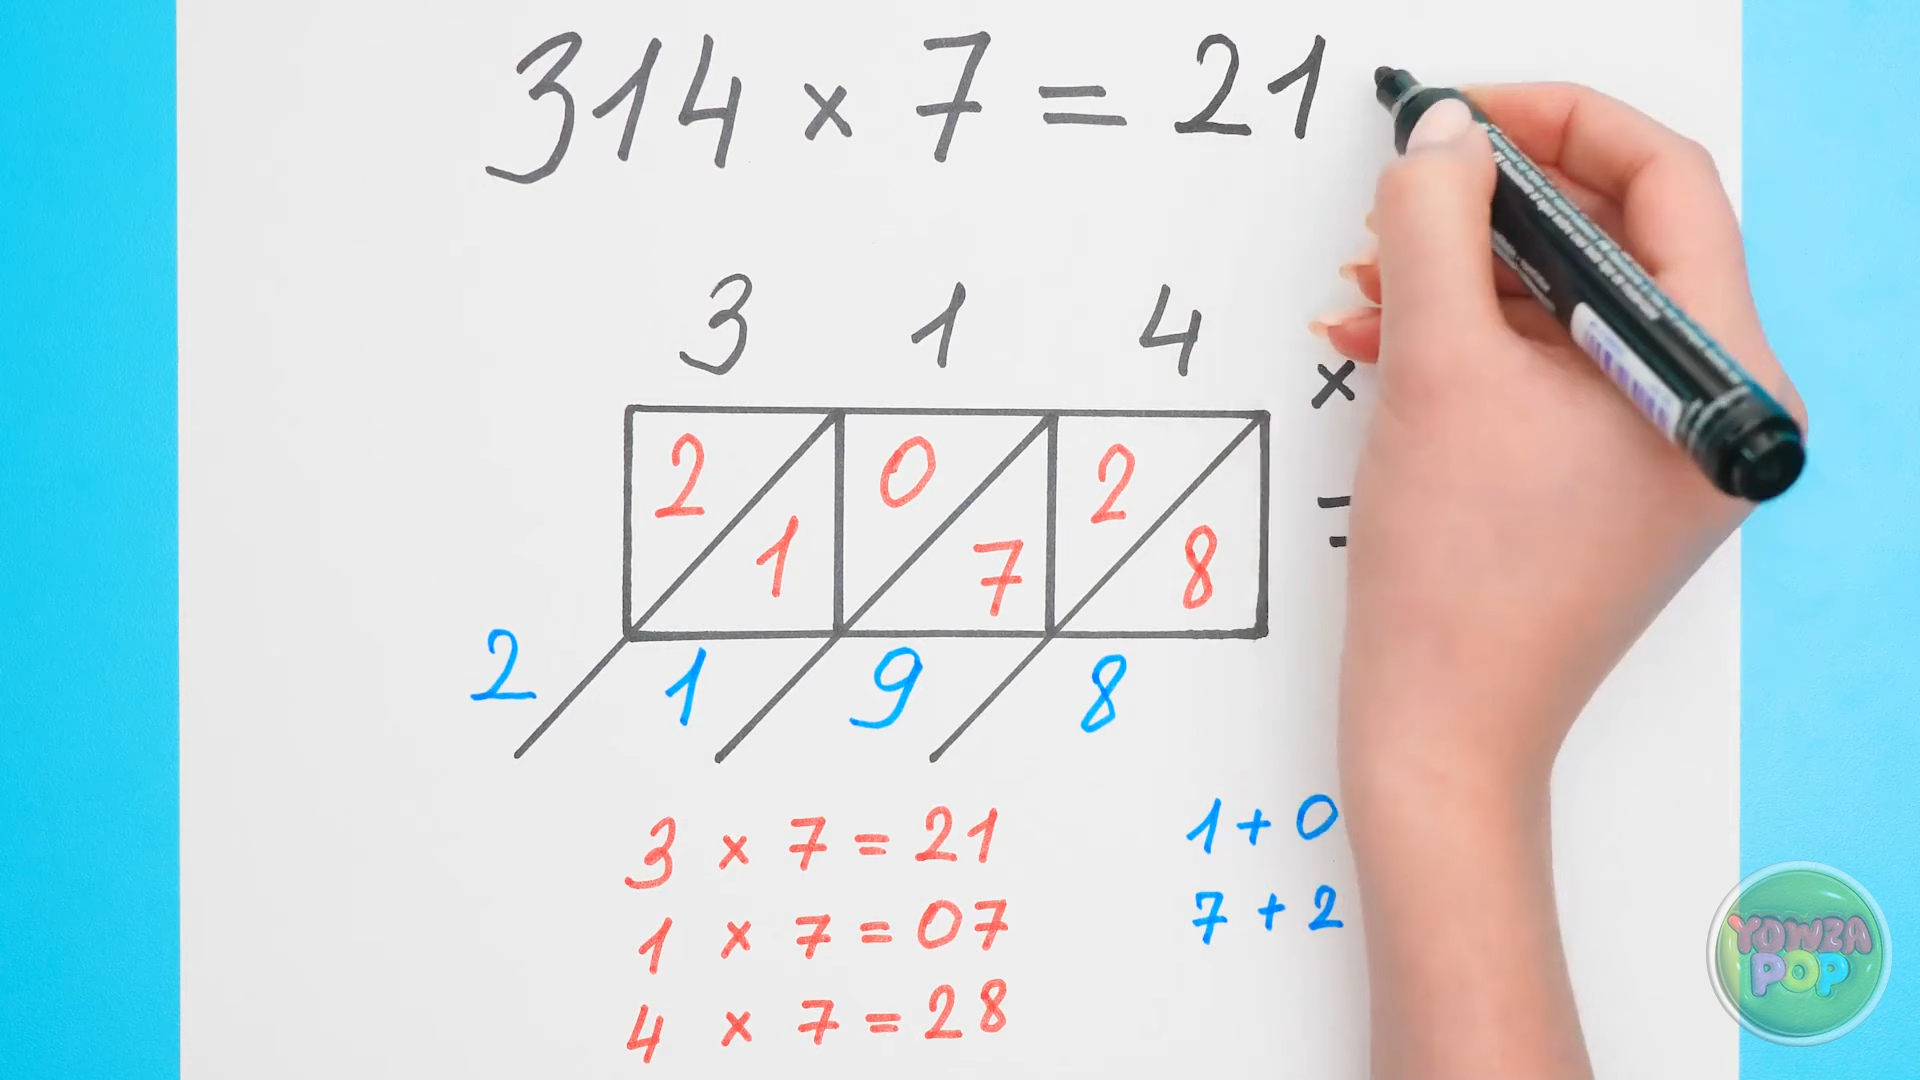 314 × 7 = 21
3 1 4
×
2 0 2
1 7 8
=
2 1 9 8
3 × 7 = 21
1 × 7 = 07
4 × 7 = 28
1 + 0
7 + 2
YOWZA
POP